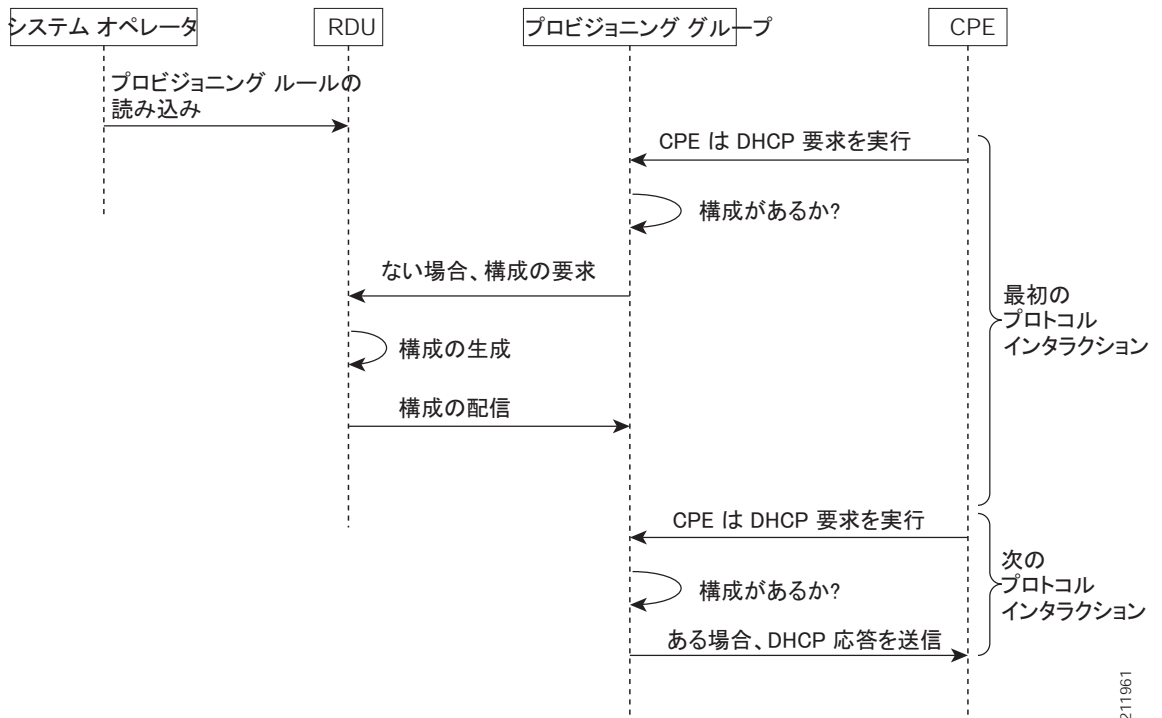 システム オペレータ
RDU
プロビジョニング グループ
CPE
プロビジョニング ルールの
読み込み
CPE は DHCP 要求を実行
構成があるか?
ない場合、構成の要求
最初の
プロトコル
インタラクション
構成の生成
構成の配信
CPE は DHCP 要求を実行
構成があるか?
次の
プロトコル
インタラクション
ある場合、DHCP 応答を送信
211961